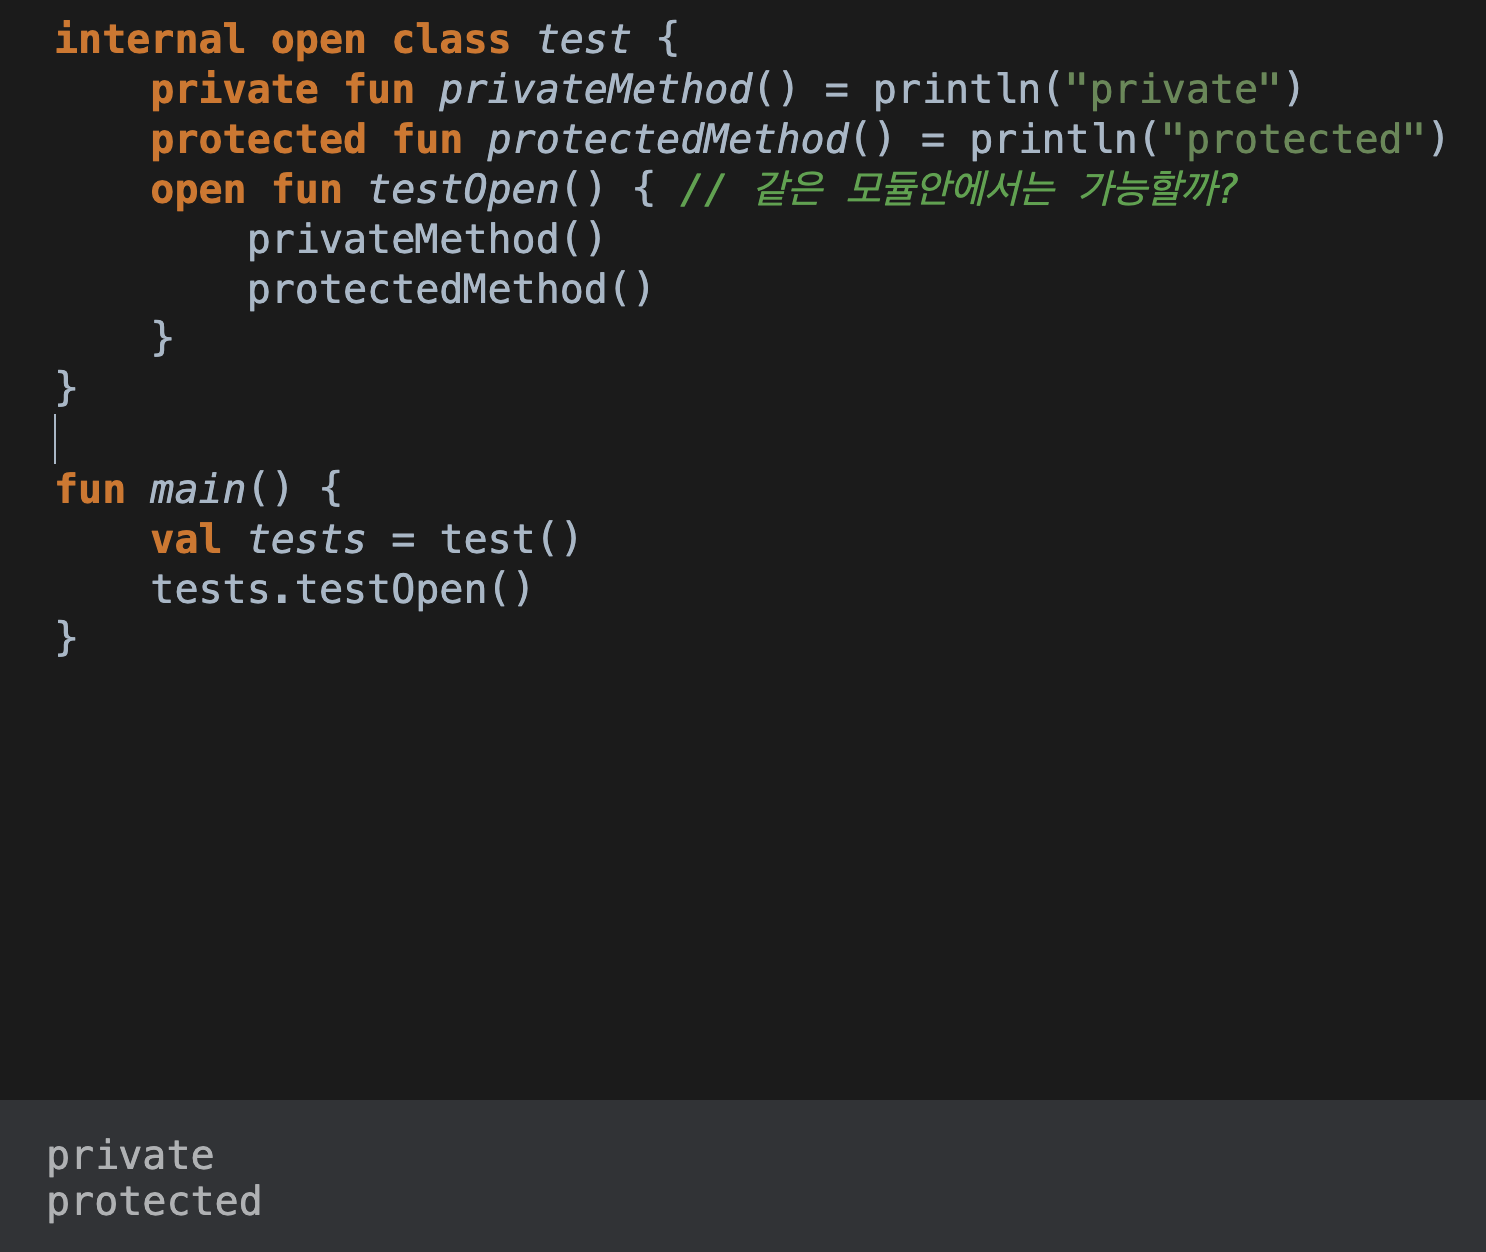 internal open class test {
    private fun privateMethod() = println("private")
    protected fun protectedMethod() = println("protected")
    open fun testOpen() { // 같은 모듈안에서는 가능할까?
        privateMethod()
        protectedMethod()
    }
}

fun main() {
    val tests = test()
    tests.testOpen()
}
private
protected